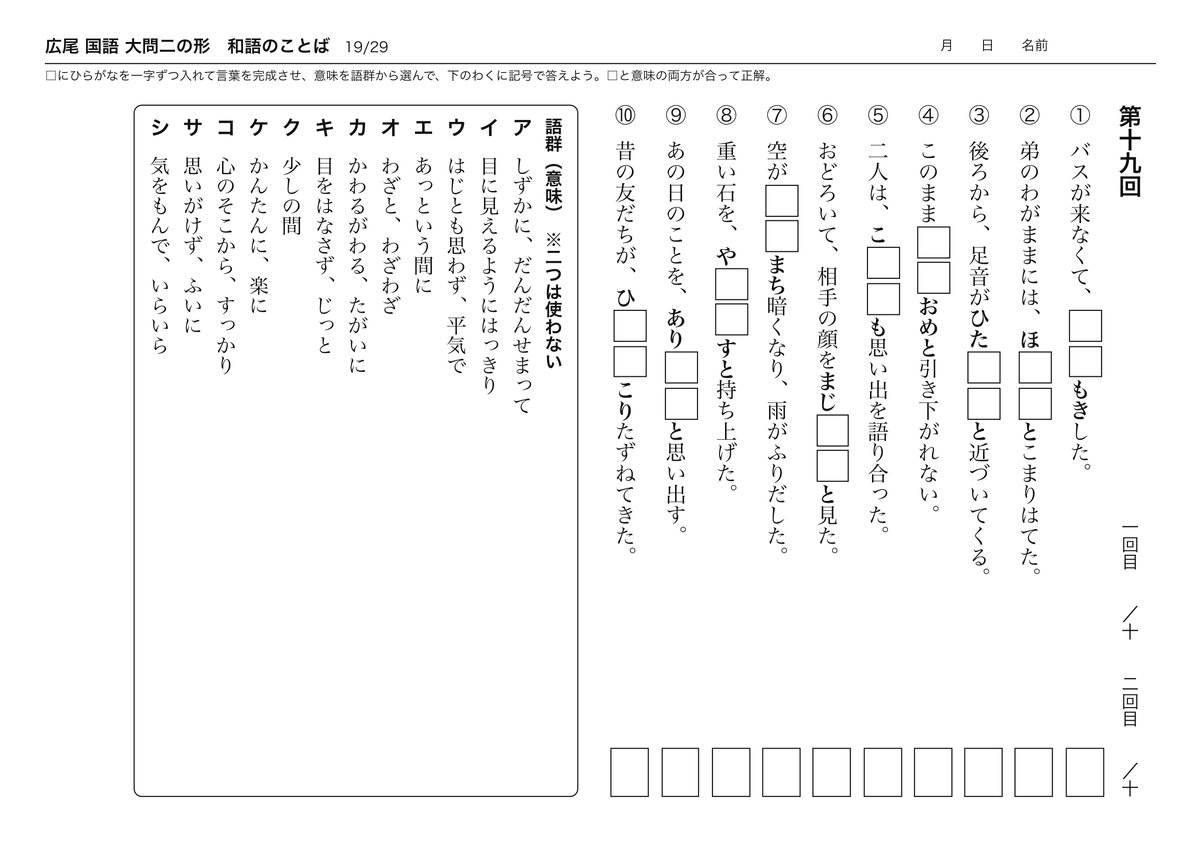 広尾 国語 大問二の形　和語のことば　19/29
月　日　名前
□にひらがなを一字ずつ入れて言葉を完成させ、意味を語群から選んで、下のわくに記号で答えよう。□と意味の両方が合って正解。
第十九回　一回目　／十　二回目　／十
① バスが来なくて、□□もきした。
② 弟のわがままには、ほ□□とこまりはてた。
③ 後ろから、足音がひた□□と近づいてくる。
④ このまま□□おめと引き下がれない。
⑤ 二人は、こ□□も思い出を語り合った。
⑥ おどろいて、相手の顔をまじ□□と見た。
⑦ 空が□□まち暗くなり、雨がふりだした。
⑧ 重い石を、や□□すと持ち上げた。
⑨ あの日のことを、あり□□と思い出す。
⑩ 昔の友だちが、ひ□□こりたずねてきた。
語群（意味）　※二つは使わない
ア　しずかに、だんだんせまって
イ　目に見えるようにはっきり
ウ　はじとも思わず、平気で
エ　あっという間に
オ　わざと、わざわざ
カ　かわるがわる、たがいに
キ　目をはなさず、じっと
ク　少しの間
ケ　かんたんに、楽に
コ　心のそこから、すっかり
サ　思いがけず、ふいに
シ　気をもんで、いらいら